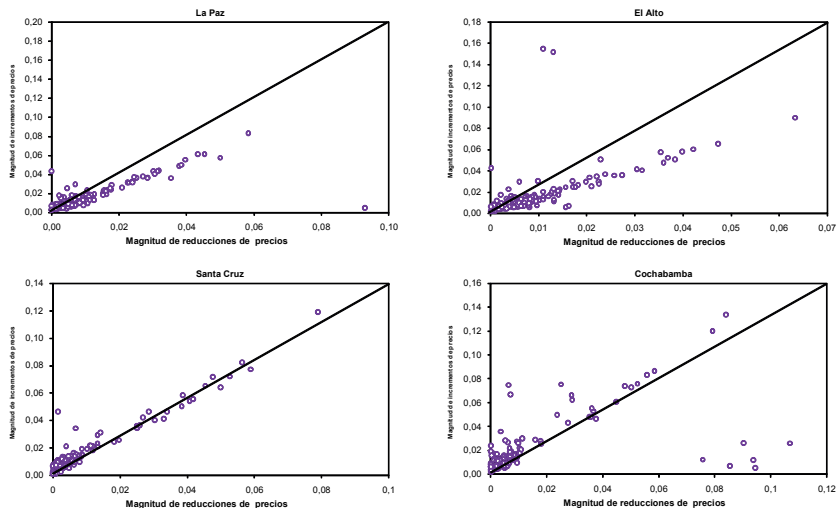 La Paz
Magnitud de incrementos de precios
0,20
0,18
0,16
0,14
0,12
0,10
0,08
0,06
0,04
0,02
0,00
0,00 0,02 0,04 0,06 0,08 0,10
Magnitud de reducciones de precios
El Alto
Magnitud de incrementos de precios
0,18
0,16
0,14
0,12
0,10
0,08
0,06
0,04
0,02
0,00
0,00 0,01 0,02 0,03 0,04 0,05 0,06 0,07
Magnitud de reducciones de precios
Santa Cruz
Magnitud de incrementos de precios
0,14
0,12
0,10
0,08
0,06
0,04
0,02
0,00
0,00 0,02 0,04 0,06 0,08 0,1
Magnitud de reducciones de precios
Cochabamba
Magnitud de incrementos de precios
0,16
0,14
0,12
0,10
0,08
0,06
0,04
0,02
0,00
0,00 0,02 0,04 0,06 0,08 0,10 0,12
Magnitud de reducciones de precios